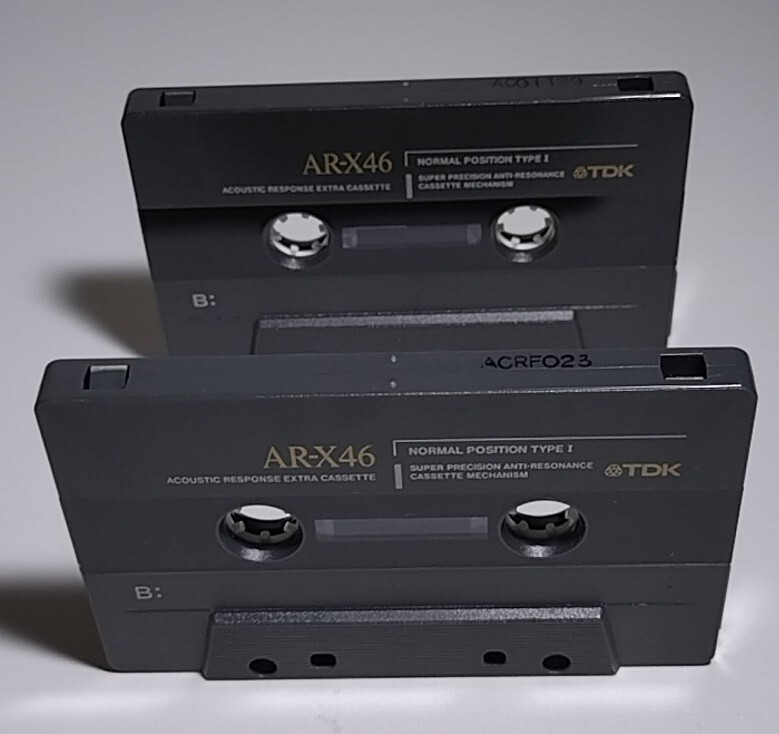 AR-X46
ACOUSTIC RESPONSE EXTRA CASSETTE
NORMAL POSITION TYPE I
SUPER PRECISION ANTI-RESONANCE
CASSETTE MECHANISM
TDK
B:
ACRF023
AR-X46
ACOUSTIC RESPONSE EXTRA CASSETTE
NORMAL POSITION TYPE I
SUPER PRECISION ANTI-RESONANCE
CASSETTE MECHANISM
TDK
B: